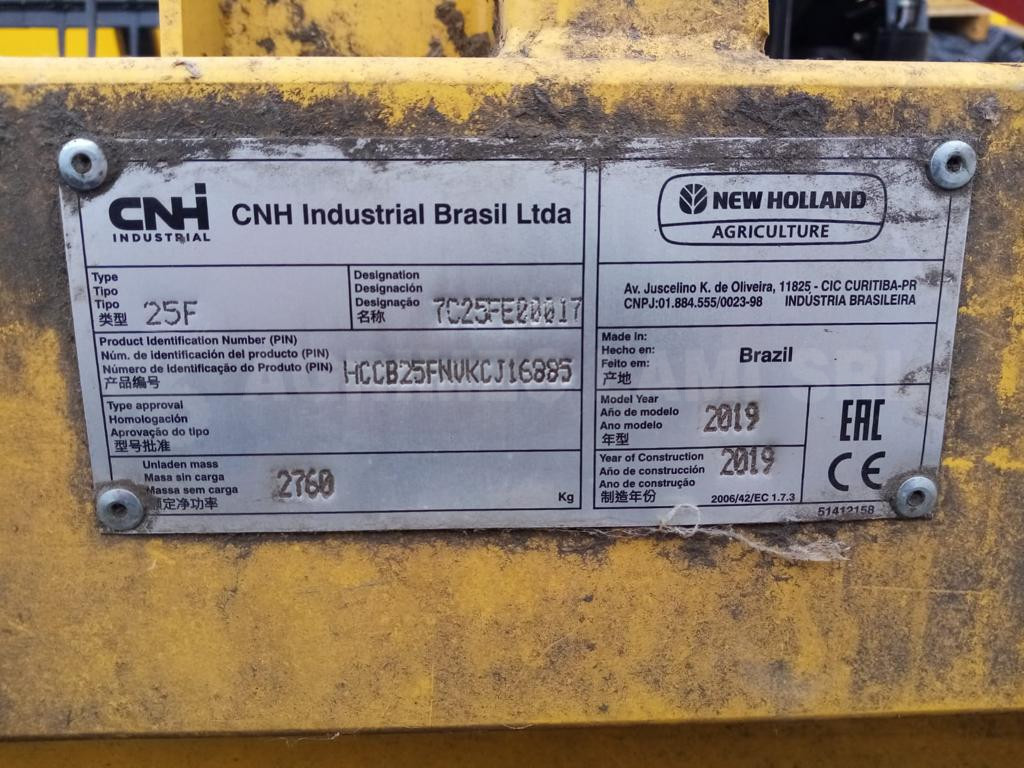 CNH
INDUSTRIAL
CNH Industrial Brasil Ltda
NEW HOLLAND
AGRICULTURE
Av. Juscelino K. de Oliveira, 11825 - CIC CURITIBA-PR
CNPJ:01.884.555/0023-98 INDÚSTRIA BRASILEIRA
Type
Tipo
Tipo
类型
25F
Designation
Designación
Designação
名称
7C25FE00017
Product Identification Number (PIN)
Núm. de identificación del producto (PIN)
Número de Identificação do Produto (PIN)
产品编号
HCCB25FNVKCJ16885
Made in:
Hecho en:
Feito em:
产地
Brazil
Type approval
Homologación
Aprovação do tipo
型号批准
Model Year
Año de modelo
Ano modelo
年型
2019
Unladen mass
Masa sin carga
Massa sem carga
额定净功率
2760
Kg
Year of Construction
Año de construcción
Ano de construção
制造年份
2019
2006/42/EC 1.7.3
EAC
CE
51412158